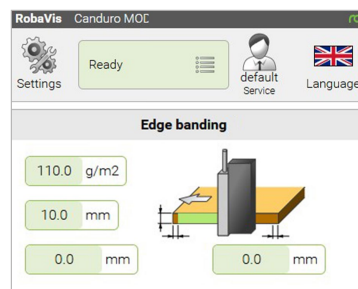 RobaVis Canduro MOD
Settings
Ready
default
Service
Language
Edge banding
110.0 g/m2
10.0 mm
0.0 mm
0.0 mm